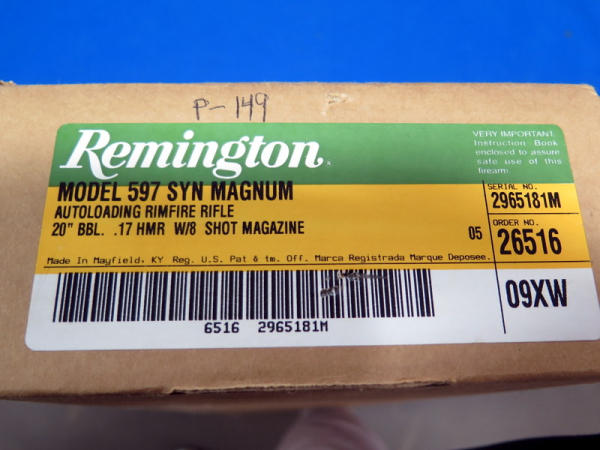 P-149
Remington
VERY IMPORTANT.
Instruction Book
enclosed to assure
safe use of this
firearm.
MODEL 597 SYN MAGNUM
AUTOLOADING RIMFIRE RIFLE
20" BBL. .17 HMR W/8 SHOT MAGAZINE 05
Made In Mayfield, KY Reg. U.S. Pat & tm. Off. Marca Registrada Marque Deposee.
SERIAL NO.
2965181M
ORDER NO.
26516
09XW
6516 2965181M